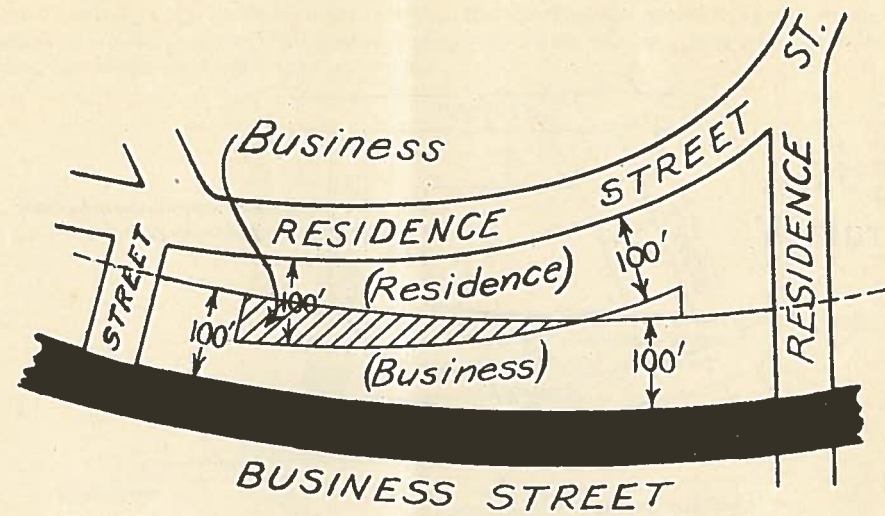 ST.
Business
STREET
RESIDENCE
RESIDENCE
STREET
(Residence)
100'
100'
100'
100'
(Business)
BUSINESS STREET